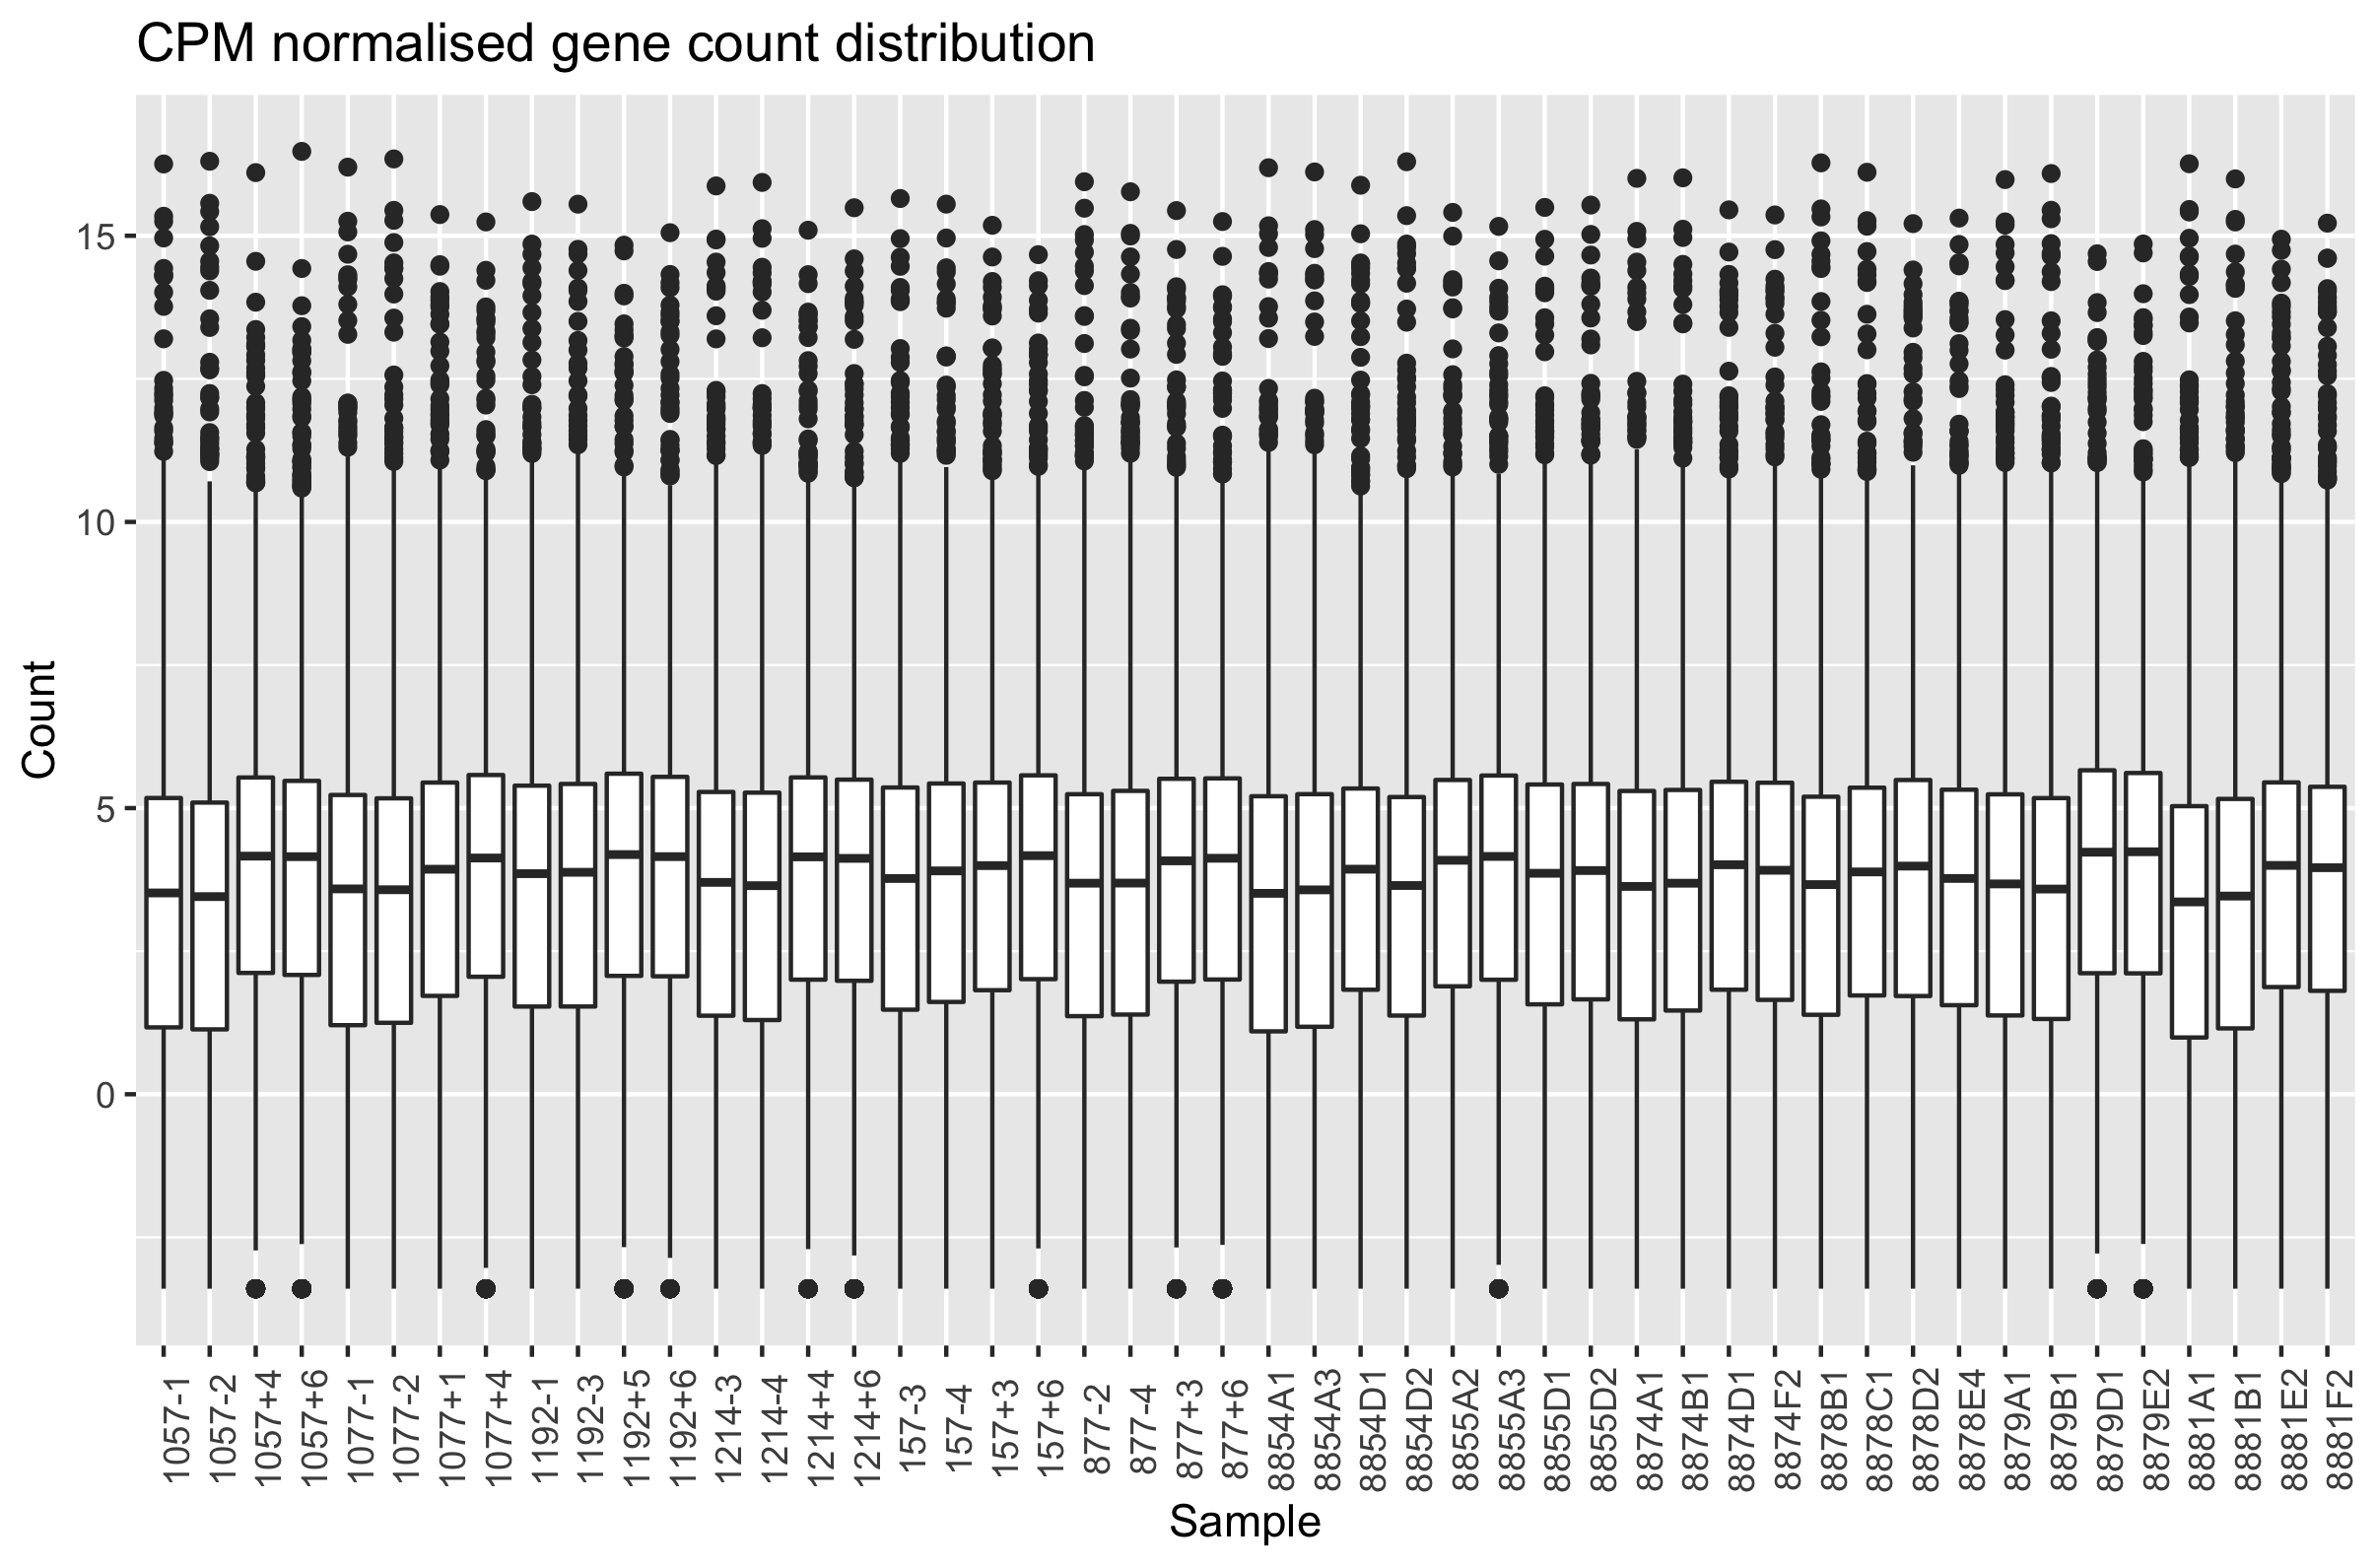 CPM normalised gene count distribution
Count
15
10
5
0
1057-1
1057-2
1057+4
1057+6
1077-1
1077-2
1077+1
1077+4
1192-1
1192-3
1192+5
1192+6
1214-3
1214-4
1214+4
1214+6
157-3
157-4
157+3
157+6
877-2
877-4
877+3
877+6
8854A1
8854A3
8854D1
8854D2
8855A2
8855A3
8855D1
8855D2
8874A1
8874B1
8874D1
8874F2
8878B1
8878C1
8878D2
8878E4
8879A1
8879B1
8879D1
8879E2
8881A1
8881B1
8881E2
8881F2
Sample